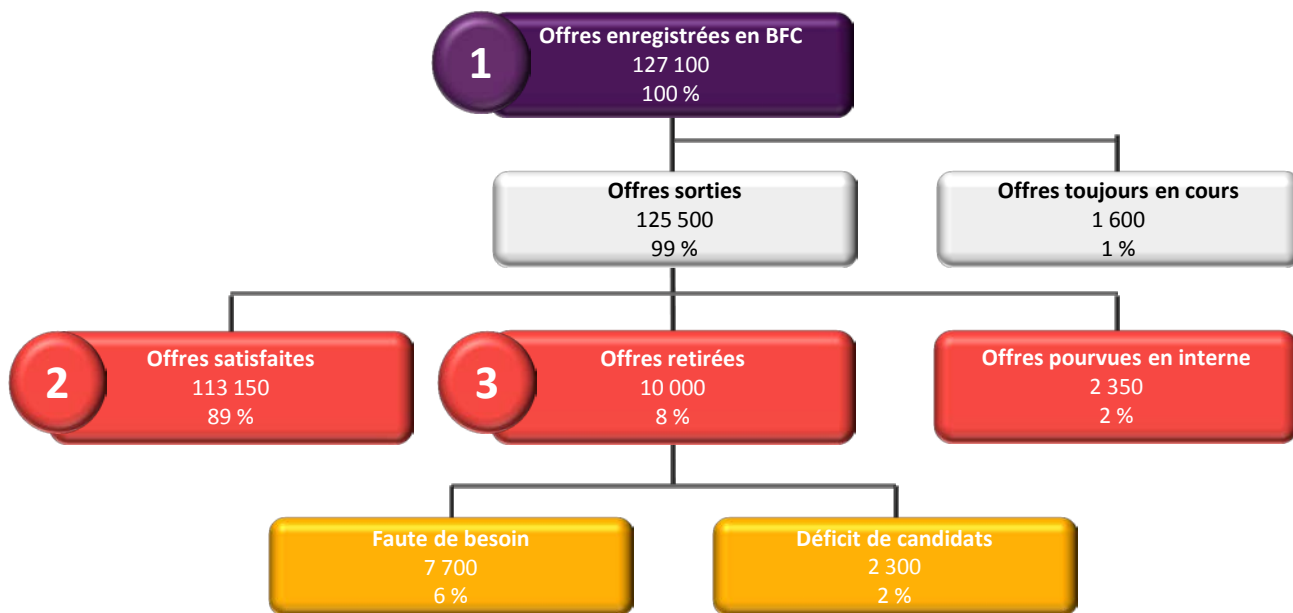 1
Offres enregistrées en BFC
127 100
100 %
Offres sorties
125 500
99 %
Offres toujours en cours
1 600
1 %
2
Offres satisfaites
113 150
89 %
3
Offres retirées
10 000
8 %
Offres pourvues en interne
2 350
2 %
Faute de besoin
7 700
6 %
Déficit de candidats
2 300
2 %